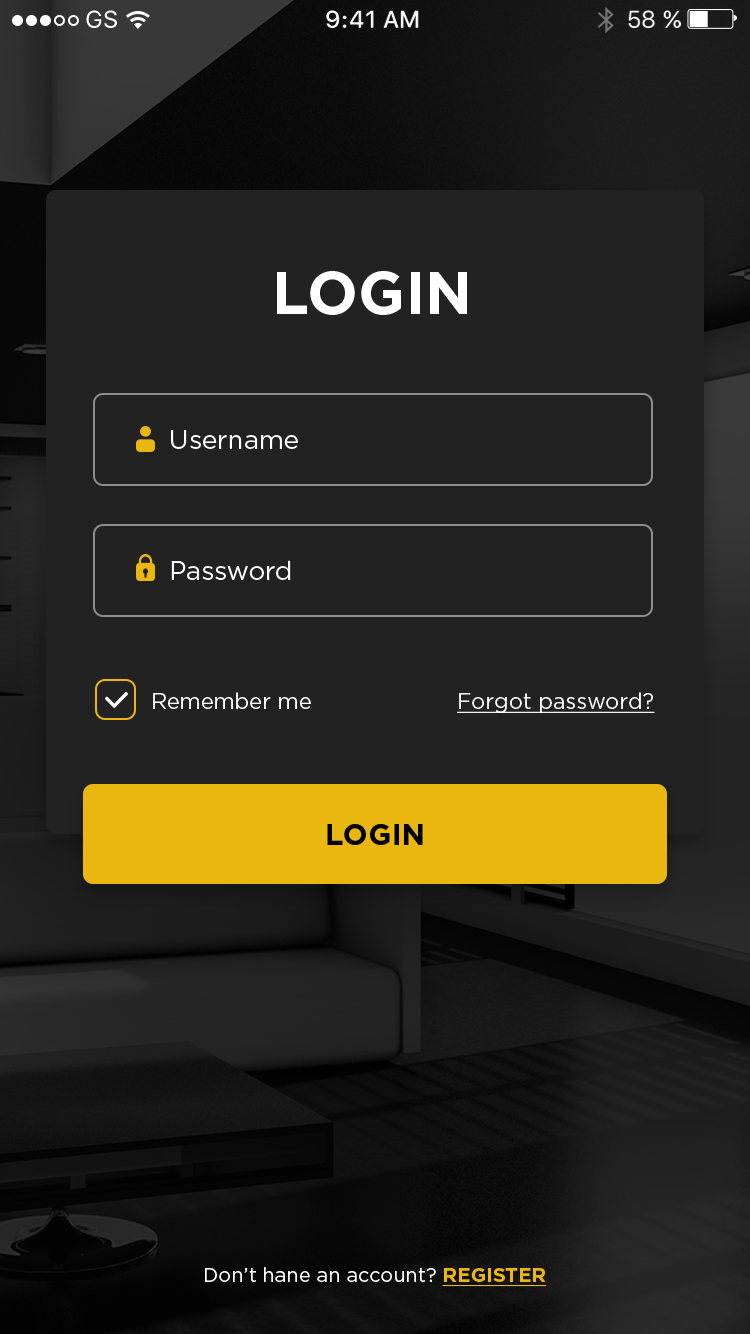 GS 9:41 AM 58 %
LOGIN
Username
Password
Remember me Forgot password?
LOGIN
Don't hane an account? REGISTER